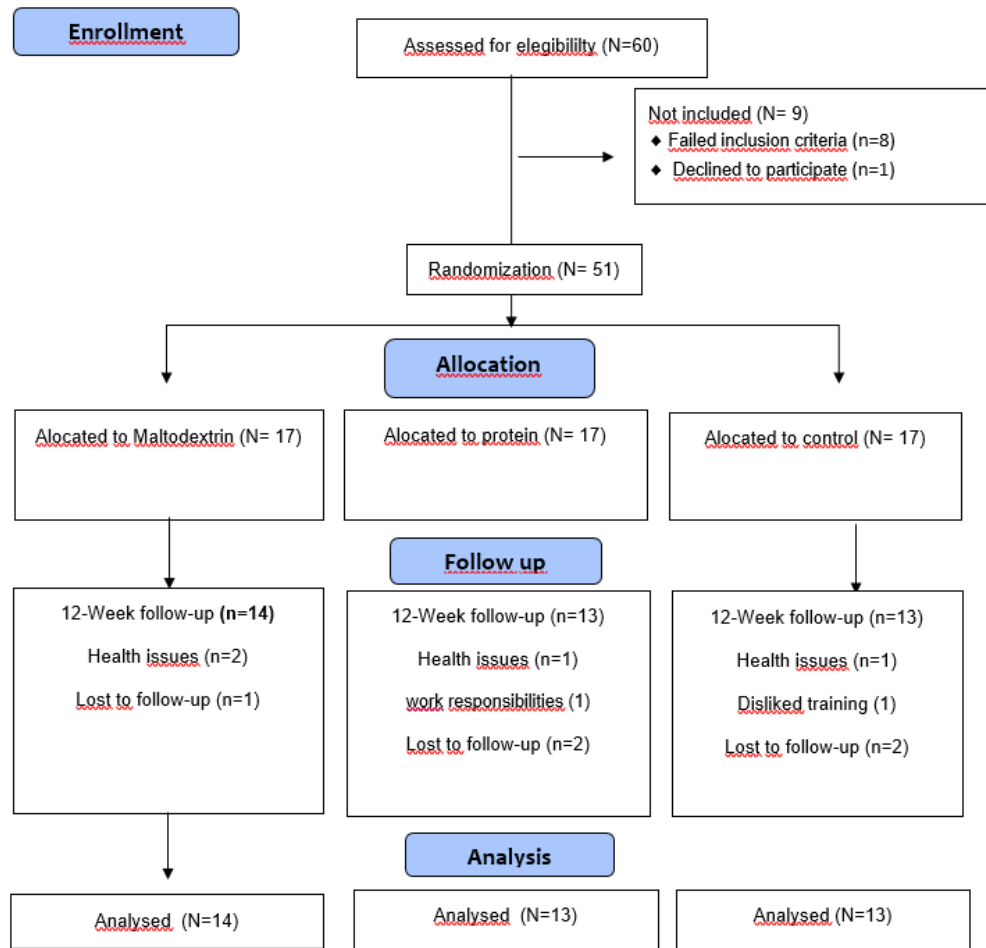 Enrollment
Assessed for elegibililty (N=60)
Not included (N= 9)
◆ Failed inclusion criteria (n=8)
◆ Declined to participate (n=1)
Randomization (N= 51)
Allocation
Alocated to Maltodextrin (N= 17)
Alocated to protein (N= 17)
Alocated to control (N= 17)
Follow up
12-Week follow-up (n=14)
Health issues (n=2)
Lost to follow-up (n=1)
12-Week follow-up (n=13)
Health issues (n=1)
work responsibilities (1)
Lost to follow-up (n=2)
12-Week follow-up (n=13)
Health issues (n=1)
Disliked training (1)
Lost to follow-up (n=2)
Analysis
Analysed (N=14)
Analysed (N=13)
Analysed (N=13)